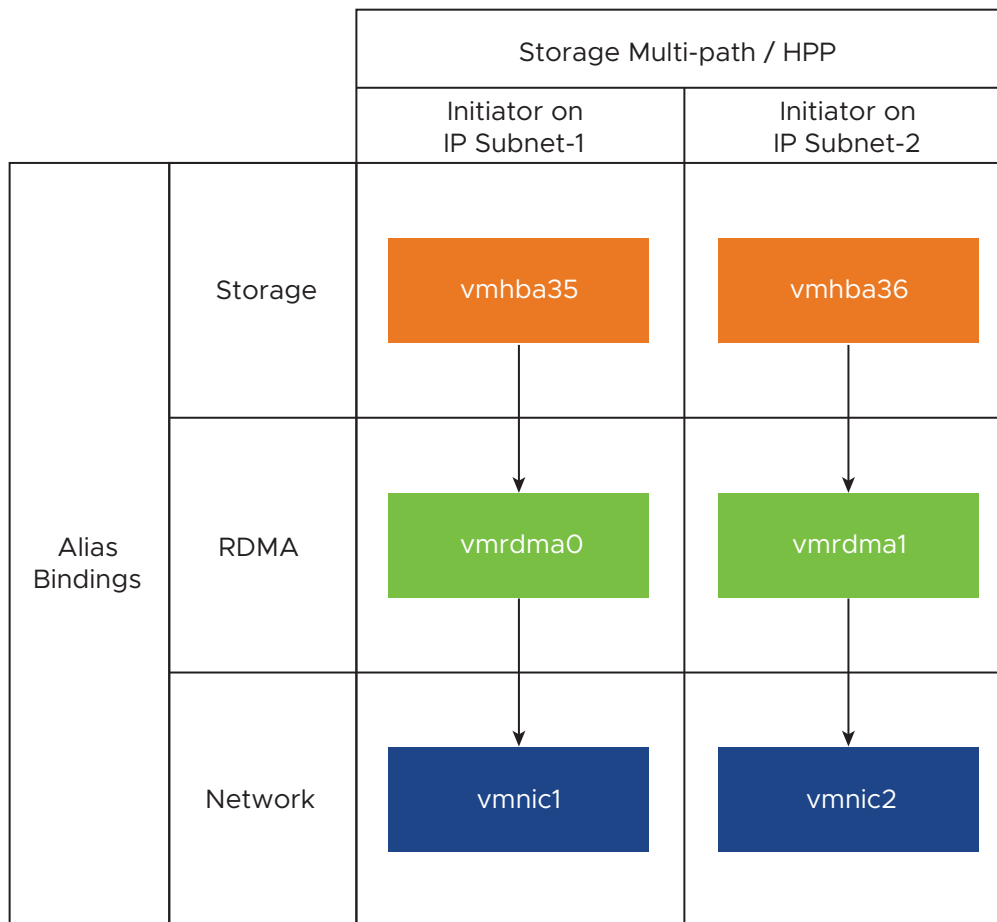 Storage Multi-path / HPP
Initiator on
IP Subnet-1
Initiator on
IP Subnet-2
Alias
Bindings
Storage
vmhba35
vmhba36
RDMA
vmrdma0
vmrdma1
Network
vmnic1
vmnic2